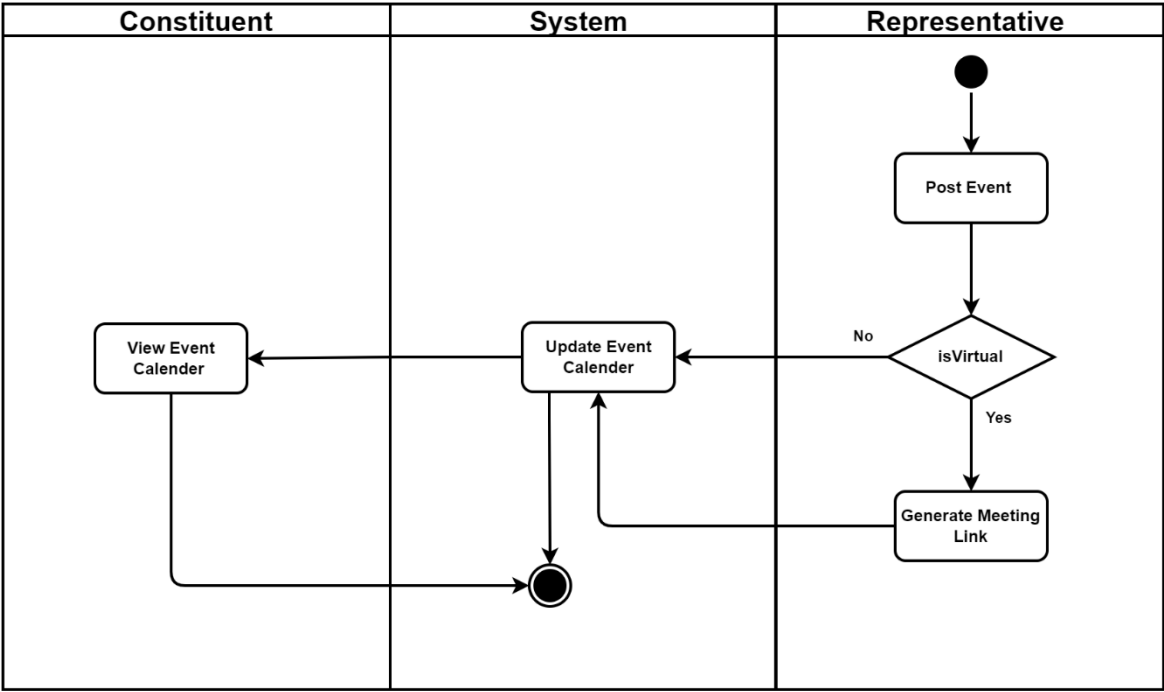 Constituent
System
Representative
Post Event
No
isVirtual
Yes
View Event
Calender
Update Event
Calender
Generate Meeting
Link